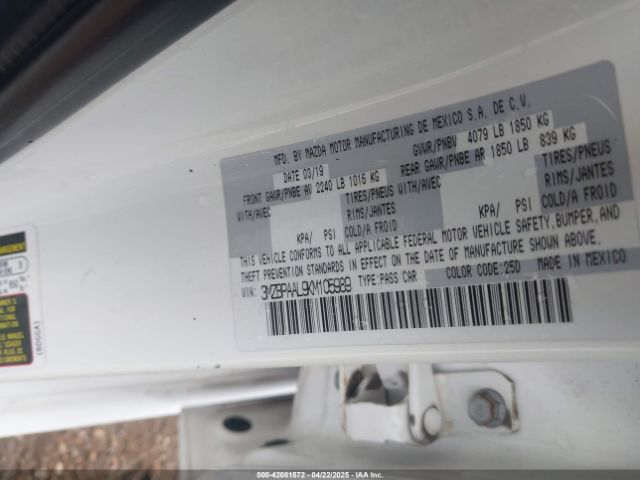 MFD. BY MAZDA MOTOR MANUFACTURING DE MEXICO S.A. DE C.V.
DATE 03/19 GVWR/PNBV 4079 LB 1850 KG
FRONT GAWR/PNBE AV 2240 LB 1016 KG REAR GAWR/PNBE AR 1850 LB 839 KG
WITH/AVEC TIRES/PNEUS WITH/AVEC TIRES/PNEUS
RIMS/JANTES RIMS/JANTES
KPA/ PSI COLD/A FROID KPA/ PSI COLD/A FROID
THIS VEHICLE CONFORMS TO ALL APPLICABLE FEDERAL MOTOR VEHICLE SAFETY, BUMPER, AND
THEFT PREVENTION STANDARDS IN EFFECT ON THE DATE OF MANUFACTURE SHOWN ABOVE.
VIN: 3MZBPAAL9KM105989 TYPE:PASS CAR COLOR CODE:25D MADE IN MEXICO
(BDGGA)
000-42081572 - 04/22/2025 - IAAI Inc.